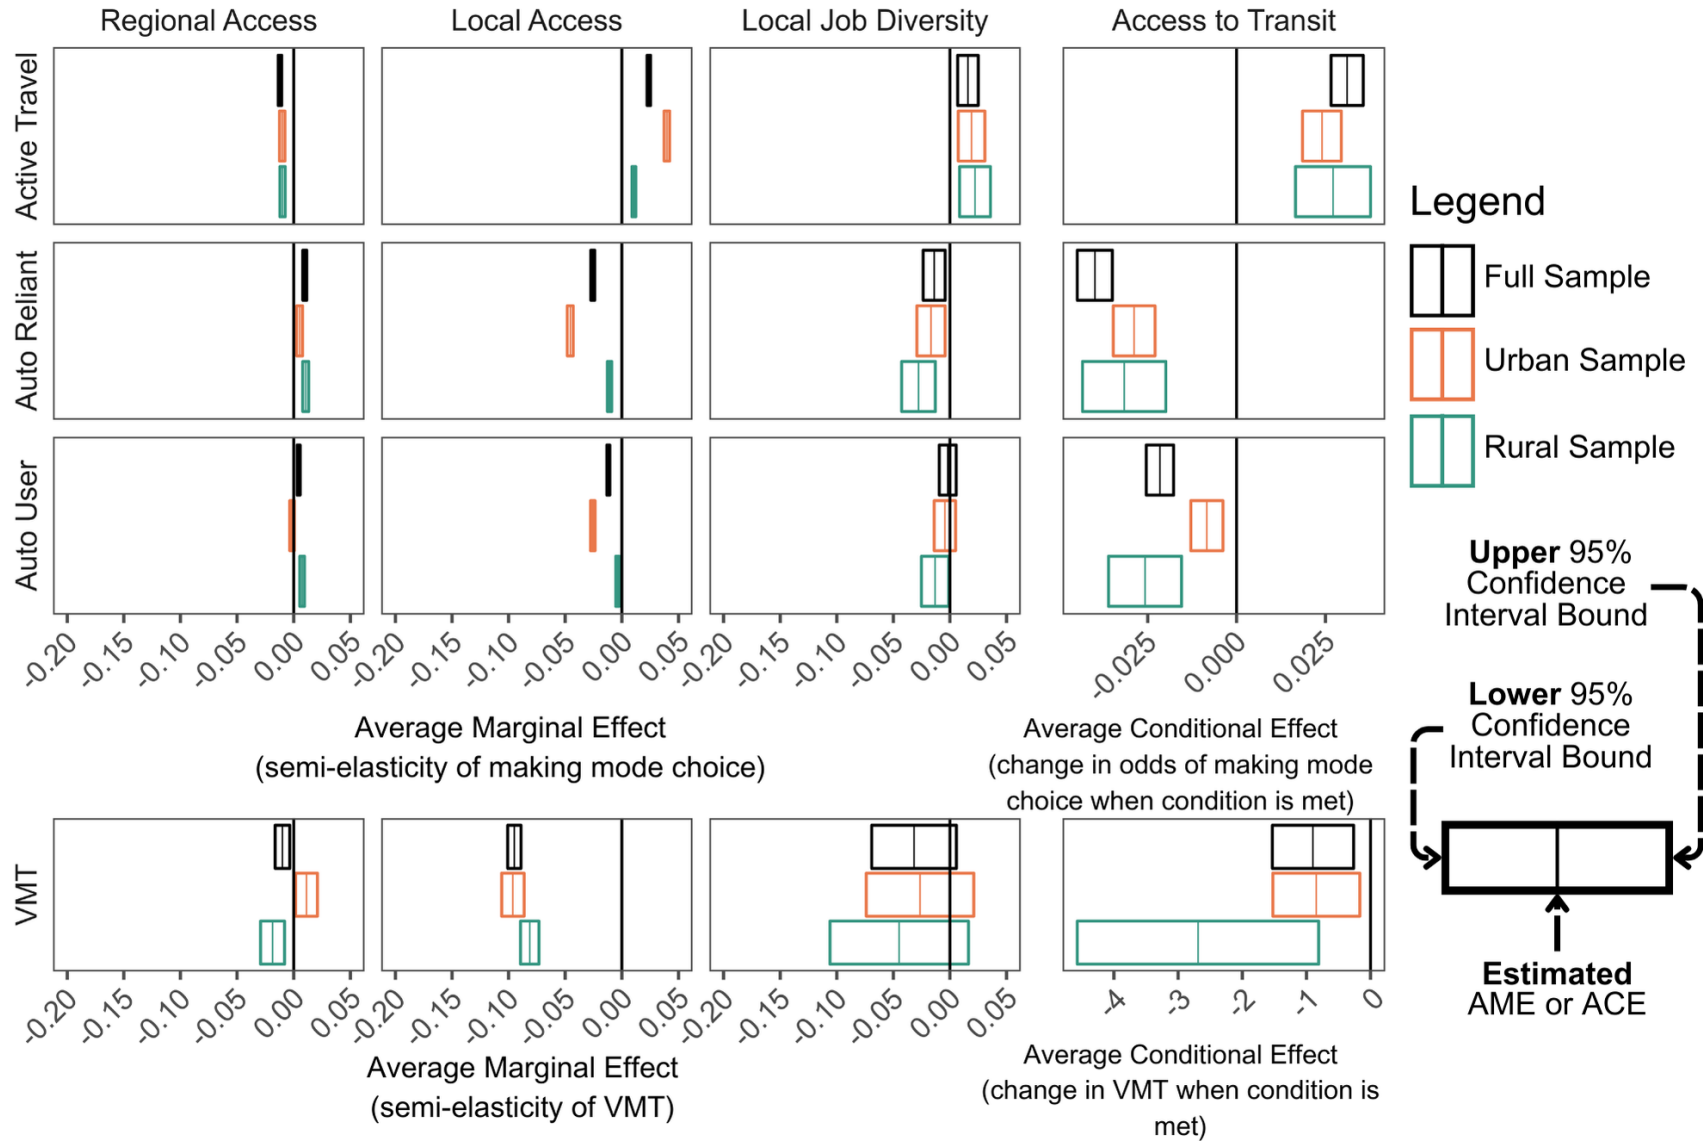 Regional Access
Local Access
Local Job Diversity
Access to Transit
Active Travel
Auto Reliant
Auto User
-0.20
-0.15
-0.10
-0.05
0.00
0.05
-0.20
-0.15
-0.10
-0.05
0.00
0.05
-0.20
-0.15
-0.10
-0.05
0.00
0.05
-0.025
0.000
0.025
Average Marginal Effect
(semi-elasticity of making mode choice)
Average Conditional Effect
(change in odds of making mode
choice when condition is met)
VMT
-0.20
-0.15
-0.10
-0.05
0.00
0.05
-0.20
-0.15
-0.10
-0.05
0.00
0.05
-0.20
-0.15
-0.10
-0.05
0.00
0.05
-4
-3
-2
-1
0
Average Marginal Effect
(semi-elasticity of VMT)
Average Conditional Effect
(change in VMT when condition is
met)
Legend
Full Sample
Urban Sample
Rural Sample
Upper 95%
Confidence
Interval Bound
Lower 95%
Confidence
Interval Bound
Estimated
AME or ACE